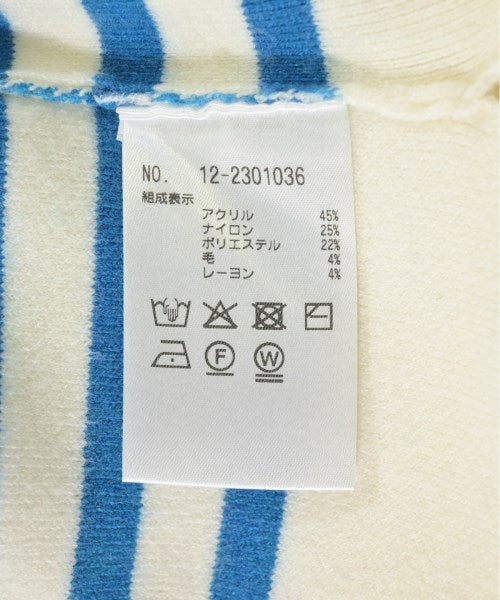 NO. 12-2301036
組成表示
アクリル 45%
ナイロン 25%
ポリエステル 22%
毛 4%
レーヨン 4%
F W